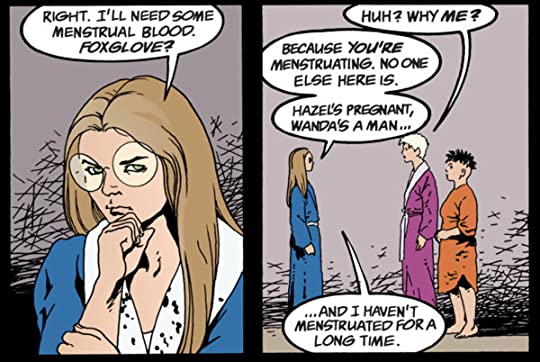 RIGHT. I'LL NEED SOME
MENSTRUAL BLOOD.
FOXGLOVE?
HUH? WHY ME?
BECAUSE YOU'RE
MENSTRUATING. NO ONE
ELSE HERE IS.
HAZEL'S PREGNANT,
WANDA'S A MAN...
...AND I HAVEN'T
MENSTRUATED FOR A
LONG TIME.